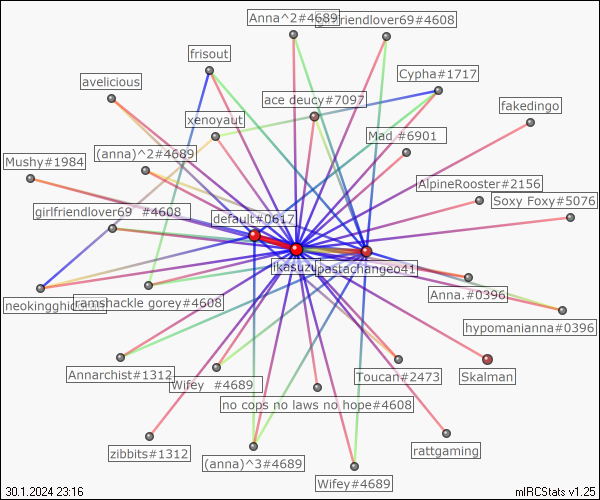 Anna^2#4689
girlfriendlover69#4608
frisout
Cypha#1717
avelicious
ace deucy#7097
fakedingo
xenoyaut
Mad #6901
(anna)^2#4689
Mushy#1984
AlpineRooster#2156
Soxy Foxy#5076
girlfriendlover69 #4608
default#0617
Anna.#0396
ramshackle gorey#4608
hypomanianna#0396
Annarchist#1312
Wifey #4689
Toucan#2473
Skalman
no cops no laws no hope#4608
zibbits#1312
rattgaming
(anna)^3#4689
Wifey#4689
30.1.2024 23:16
mIRCStats v1.25